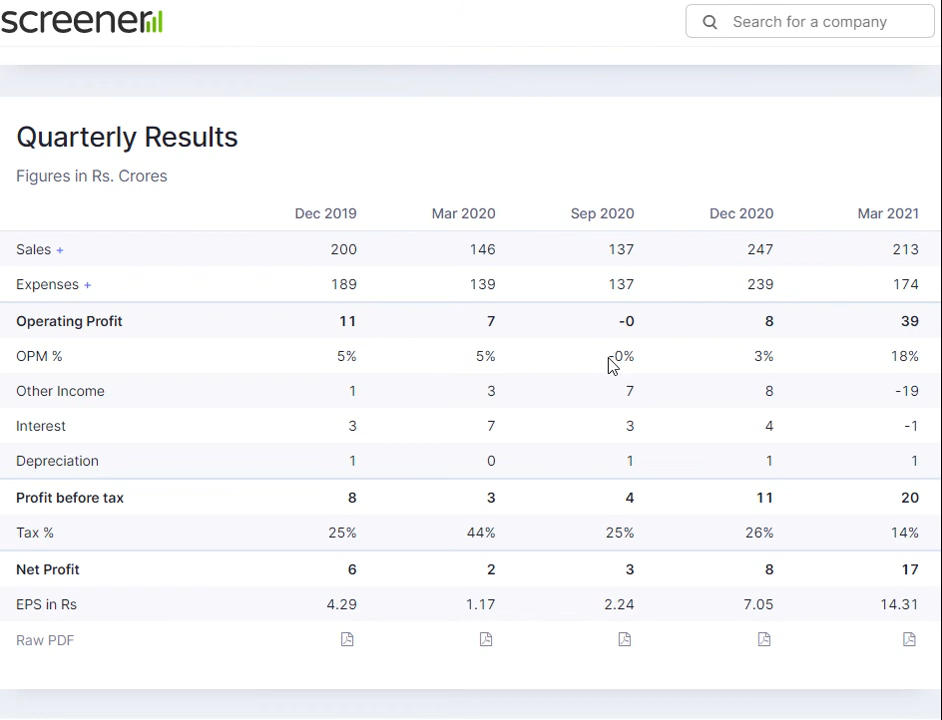 screener
Search for a company
Quarterly Results
Figures in Rs. Crores
Dec 2019 Mar 2020 Sep 2020 Dec 2020 Mar 2021
Sales + 200 146 137 247 213
Expenses + 189 139 137 239 174
Operating Profit 11 7 -0 8 39
OPM % 5% 5% -0% 3% 18%
Other Income 1 3 7 8 -19
Interest 3 7 3 4 -1
Depreciation 1 0 1 1 1
Profit before tax 8 3 4 11 20
Tax % 25% 44% 25% 26% 14%
Net Profit 6 2 3 8 17
EPS in Rs 4.29 1.17 2.24 7.05 14.31
Raw PDF